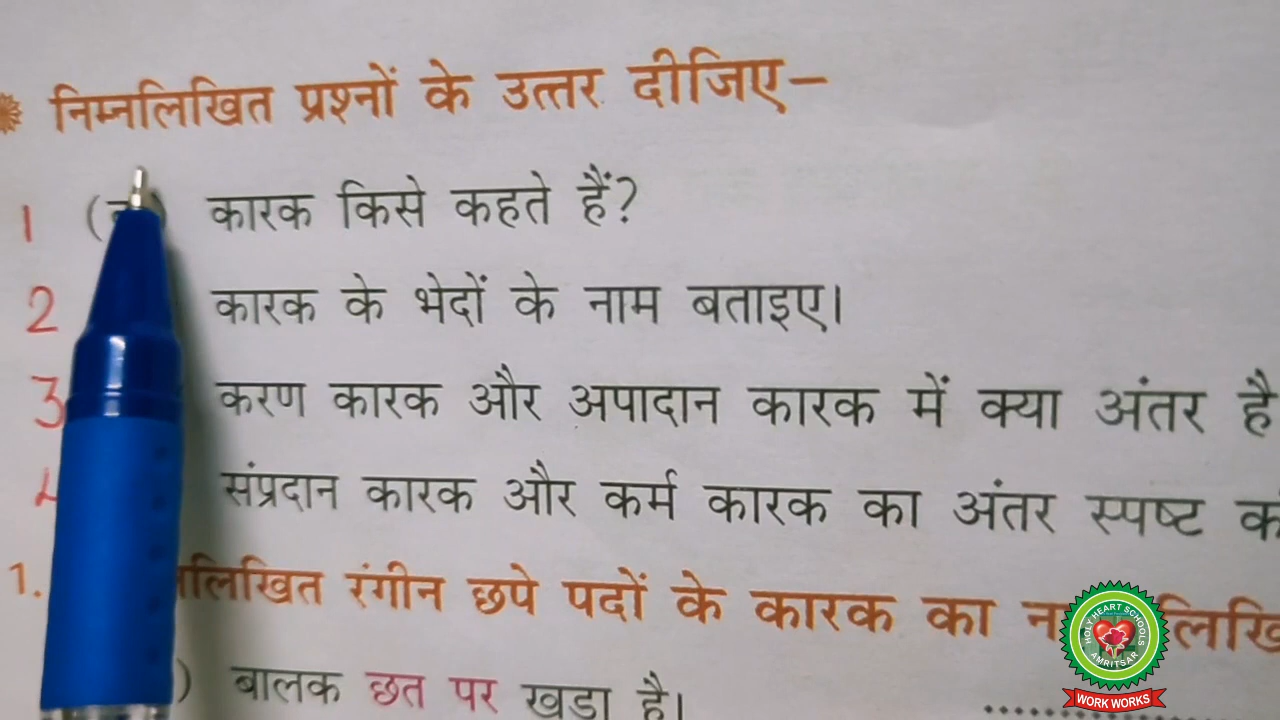 निम्नलिखित प्रश्नों के उत्तर दीजिए—
1 कारक किसे कहते हैं?
2 कारक के भेदों के नाम बताइए।
3 करण कारक और अपादान कारक में क्या अंतर है
4 संप्रदान कारक और कर्म कारक का अंतर स्पष्ट
1. रंगीन छपे पदों के कारक का
) बालक छत पर खड़ा है।
HOLY HEART SCHOOLS
AMRITSAR
WORK WORKS